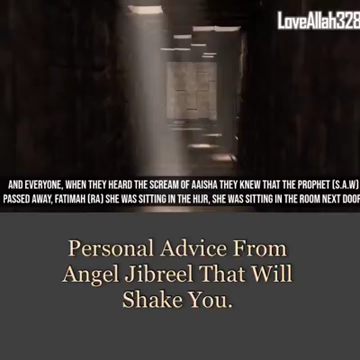 LoveAllah328
AND EVERYONE, WHEN THEY HEARD THE SCREAM OF AAISHA THEY KNEW THAT THE PROPHET (S.A.W)
PASSED AWAY, FATIMAH (RA) SHE WAS SITTING IN THE HIJR, SHE WAS SITTING IN THE ROOM NEXT DOOR
Personal Advice From
Angel Jibreel That Will
Shake You.